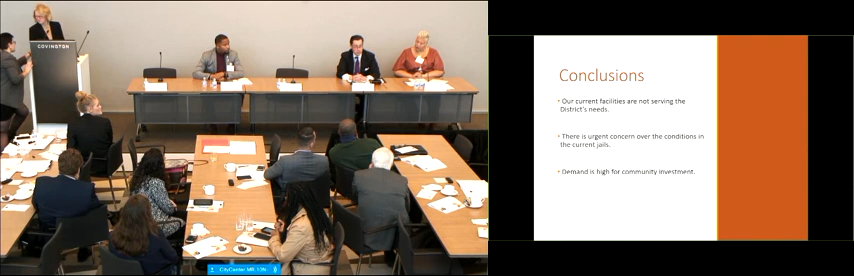 COVINGTON
Conclusions
• Our current facilities are not serving the
District's needs.
• There is urgent concern over the conditions in
the current jails.
• Demand is high for community investment.
CityCenter MR 13N